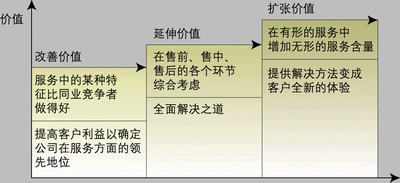 价值
改善价值
服务中的某种特
征比同业竞争者
做得好
提高客户利益以确定
公司在服务方面的领
先地位
延伸价值
在售前、售中、
售后的各个环节
综合考虑
全面解决之道
扩张价值
在有形的服务中
增加无形的服务含量
提供解决方法变成
客户全新的体验